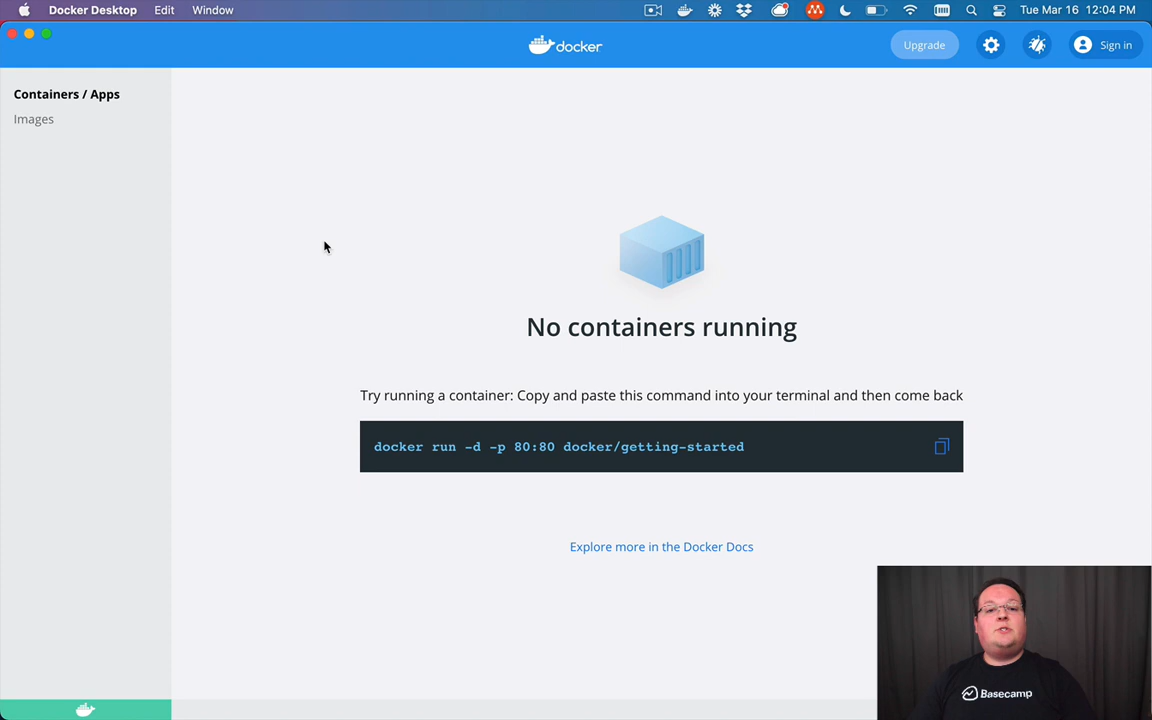 Docker Desktop Edit Window Tue Mar 16 12:04 PM
docker
Upgrade
Sign in
Containers / Apps
Images
No containers running
Try running a container: Copy and paste this command into your terminal and then come back
docker run -d -p 80:80 docker/getting-started
Explore more in the Docker Docs
Basecamp